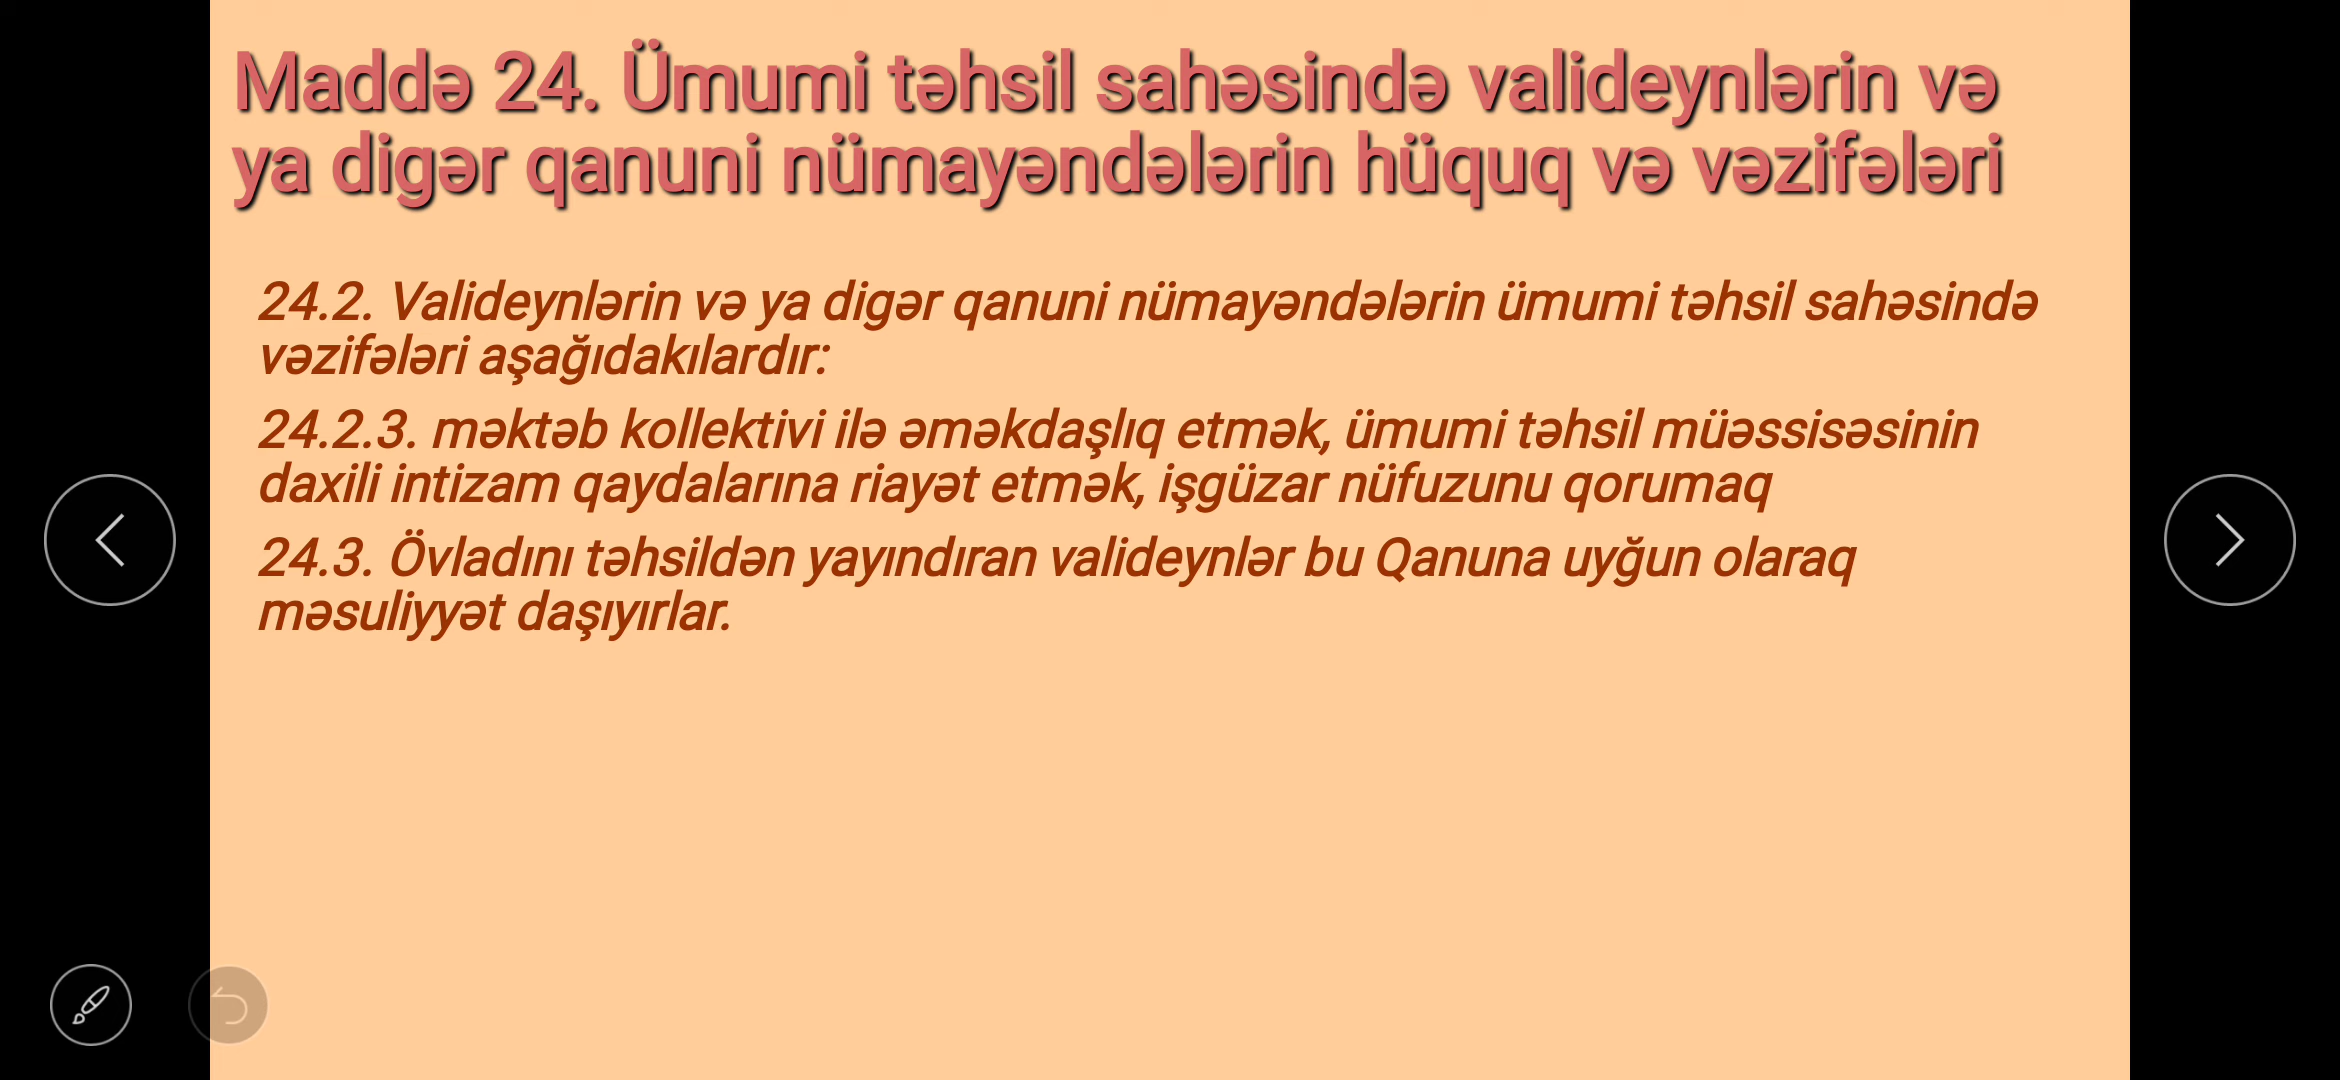 Maddə 24. Ümumi təhsil sahəsində valideynlərin və
ya digər qanuni nümayəndələrin hüquq və vəzifələri
24.2. Valideynlərin və ya digər qanuni nümayəndələrin ümumi təhsil sahəsində
vəzifələri aşağıdakılardır:
24.2.3. məktəb kollektivi ilə əməkdaşlıq etmək, ümumi təhsil müəssisəsinin
daxili intizam qaydalarına riayət etmək, işgüzar nüfuzunu qorumaq
24.3. Övladını təhsildən yayındıran valideynlər bu Qanuna uyğun olaraq
məsuliyyət daşıyırlar.